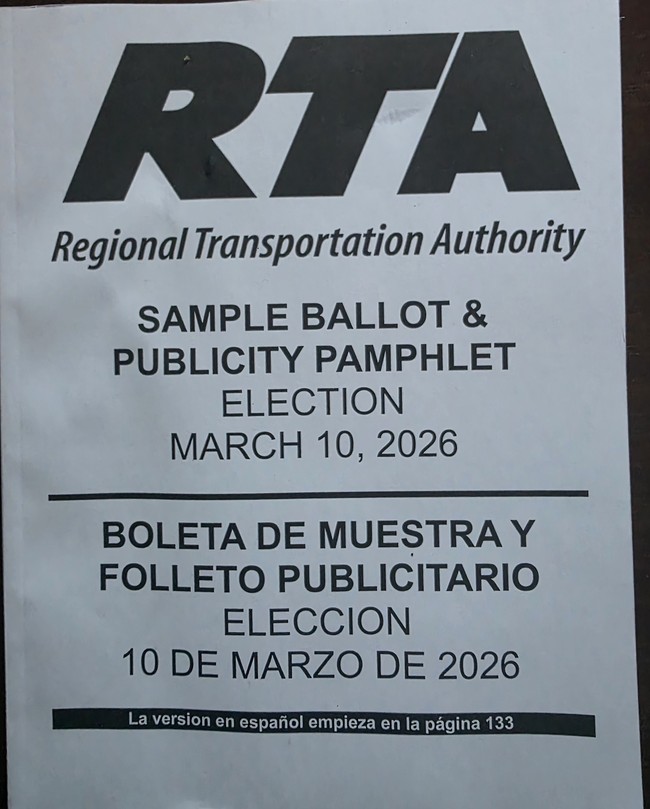 RTA
Regional Transportation Authority
SAMPLE BALLOT &
PUBLICITY PAMPHLET
ELECTION
MARCH 10, 2026
BOLETA DE MUESTRA Y
FOLLETO PUBLICITARIO
ELECCION
10 DE MARZO DE 2026
La version en español empieza en la página 133